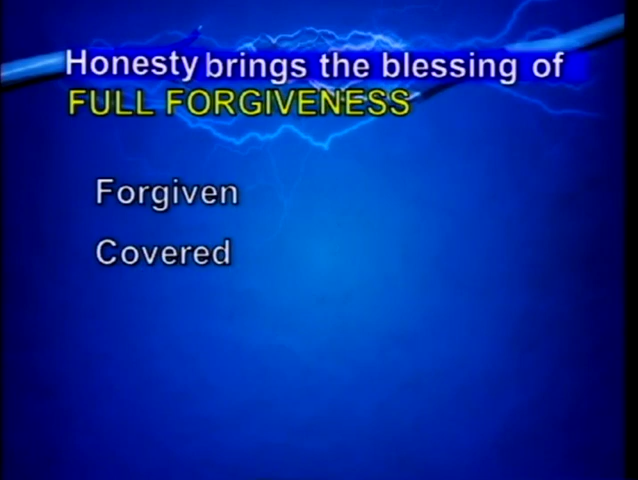 Honesty brings the blessing of
FULL FORGIVENESS
Forgiven
Covered